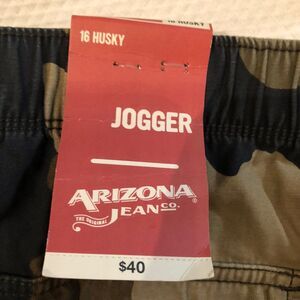 16 HUSKY
16 HUSKY
JOGGER
ARIZONA®
THE ORIGINAL JEAN CO.
$40